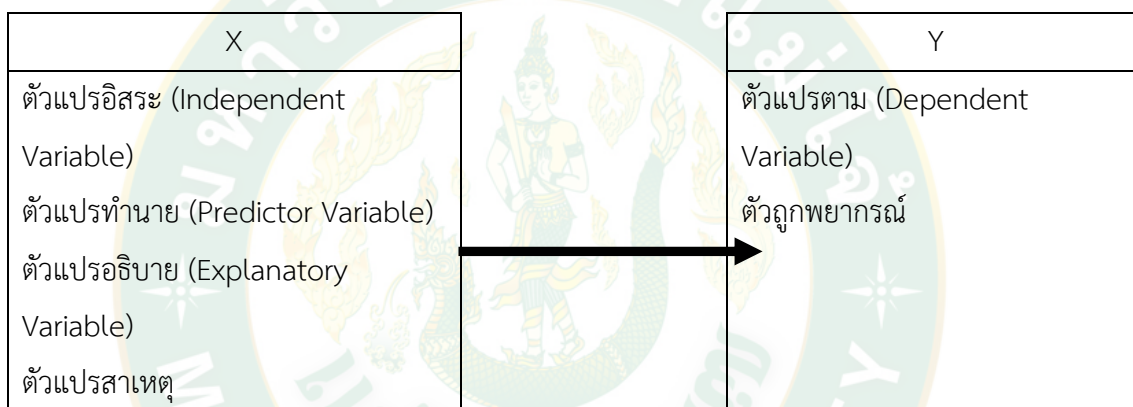 X
ตัวแปรอิสระ (Independent
Variable)
ตัวแปรทำนาย (Predictor Variable)
ตัวแปรอธิบาย (Explanatory
Variable)
ตัวแปรสาเหตุ
Y
ตัวแปรตาม (Dependent
Variable)
ตัวถูกพยากรณ์